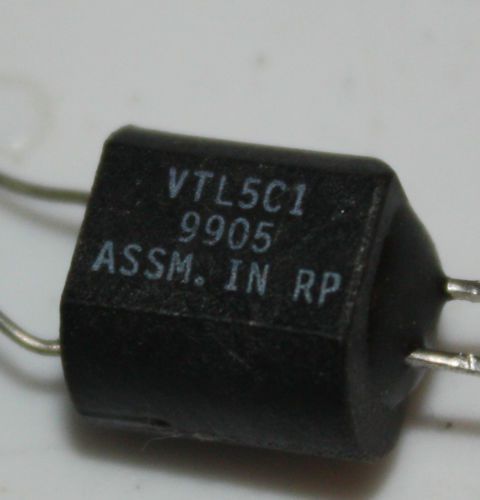 VTL5C1
9905
ASSM. IN RP